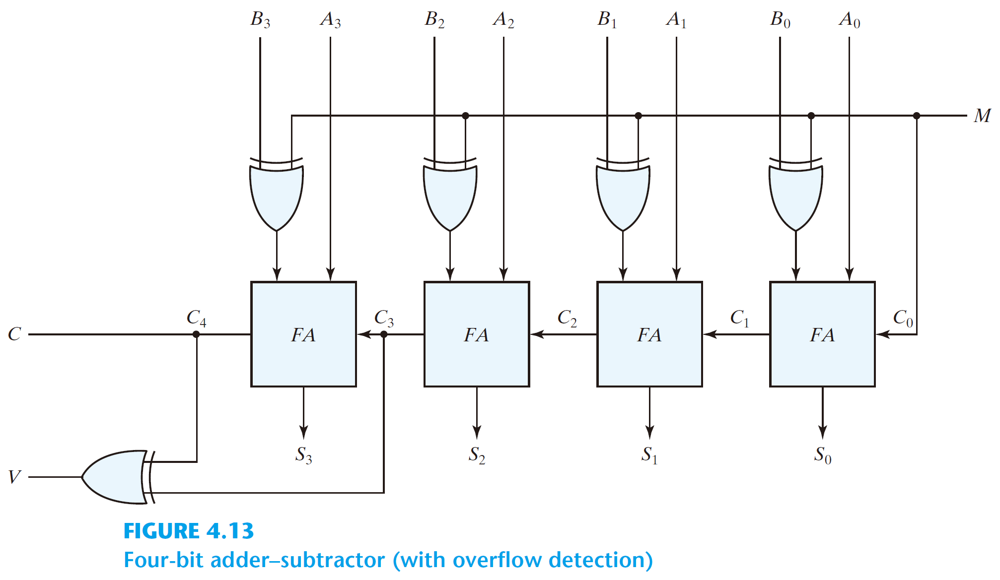 B₃ A₃ B₂ A₂ B₁ A₁ B₀ A₀
M
C₄ C₃ C₂ C₁ C₀
C FA FA FA FA
S₃ S₂ S₁ S₀
V
FIGURE 4.13
Four-bit adder–subtractor (with overflow detection)